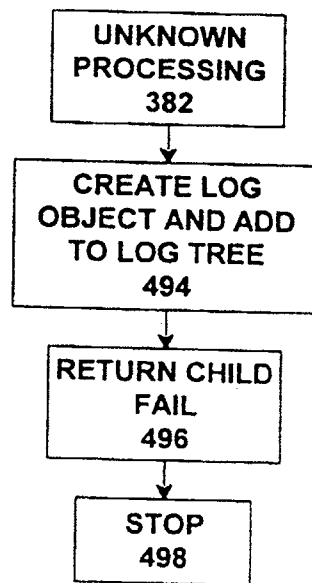 UNKNOWN
PROCESSING
382
CREATE LOG
OBJECT AND ADD
TO LOG TREE
494
RETURN CHILD
FAIL
496
STOP
498